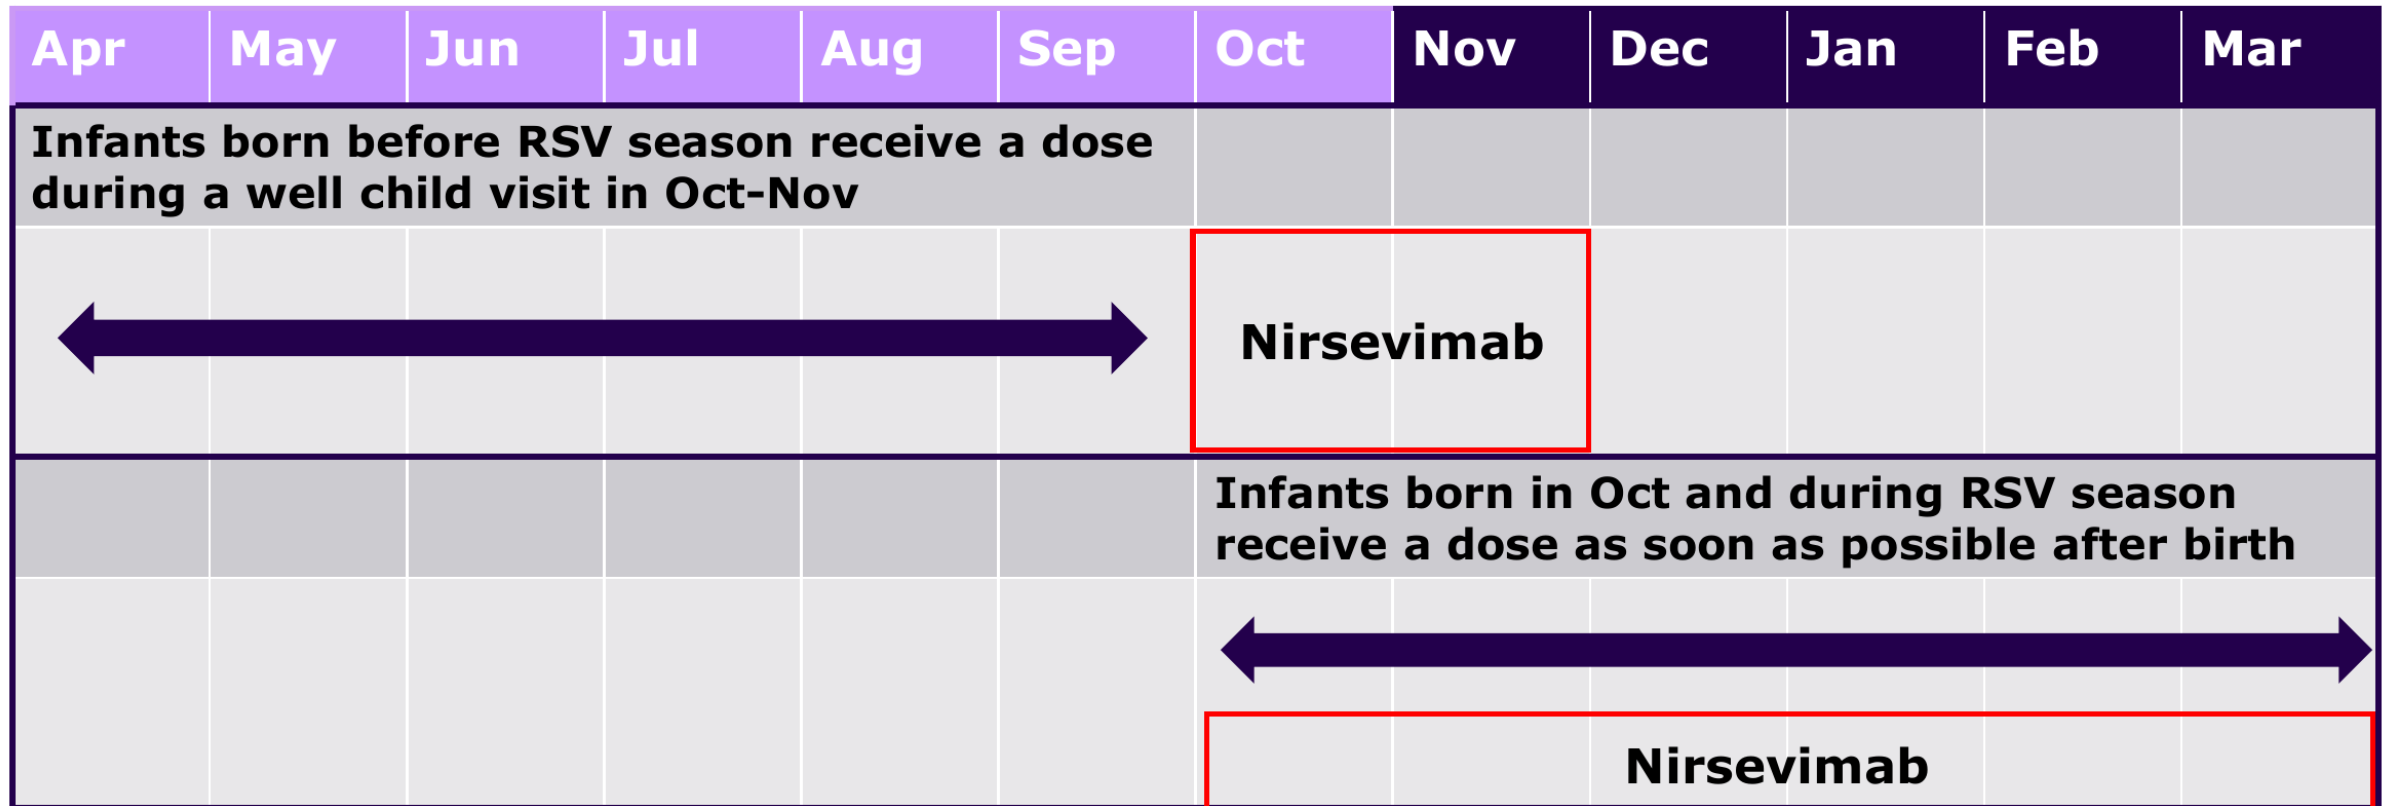 Apr May Jun Jul Aug Sep Oct Nov Dec Jan Feb Mar
Infants born before RSV season receive a dose
during a well child visit in Oct-Nov
Nirsevimab
Infants born in Oct and during RSV season
receive a dose as soon as possible after birth
Nirsevimab